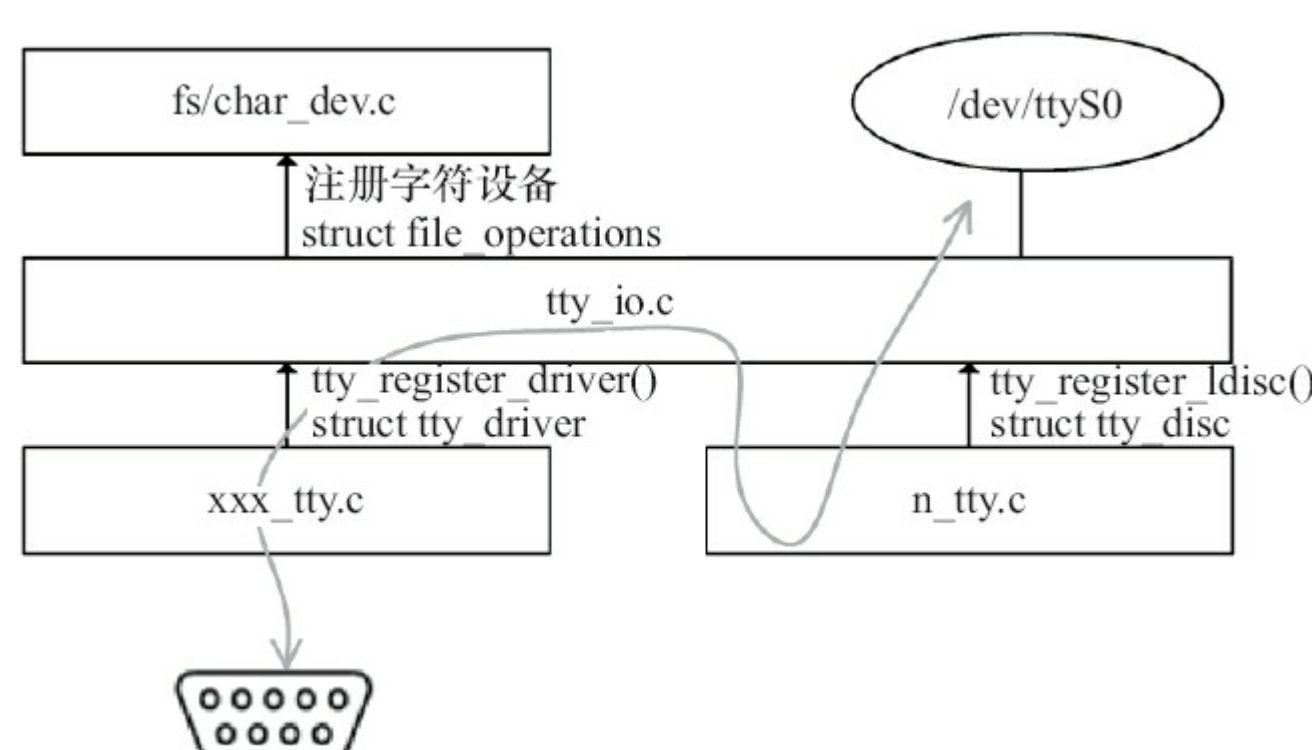 fs/char_dev.c
/dev/ttyS0
注册字符设备
struct file_operations
tty_io.c
tty_register_driver()
struct tty_driver
tty_register_ldisc()
struct tty_disc
xxx_tty.c
n_tty.c